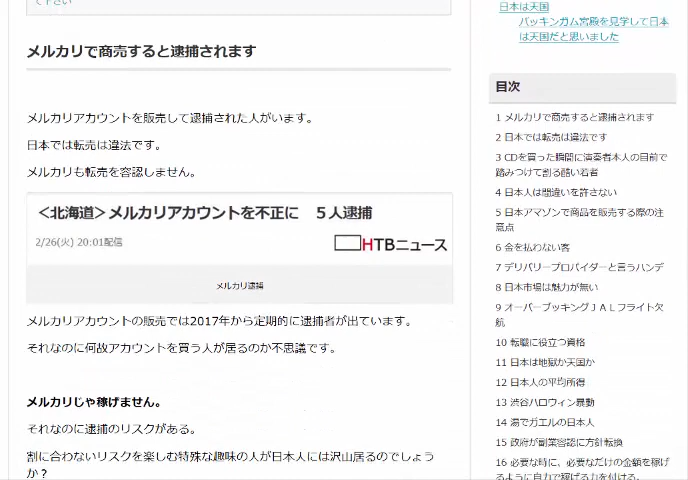 て下さい
メルカリで商売すると逮捕されます
メルカリアカウントを販売して逮捕された人がいます。
日本では転売は違法です。
メルカリも転売を容認しません。
＜北海道＞メルカリアカウントを不正に　５人逮捕
2/26(火) 20:01配信
HTBニュース
メルカリ逮捕
メルカリアカウントの販売では2017年から定期的に逮捕者が出ています。
それなのに何故アカウントを買う人が居るのか不思議です。
メルカリじゃ稼げません。
それなのに逮捕のリスクがある。
割に合わないリスクを楽しむ特殊な趣味の人が日本人には沢山居るのでしょう
か？
日本は天国
バッキンガム宮殿を見学して日本
は天国だと思いました
目次
1 メルカリで商売すると逮捕されます
2 日本では転売は違法です
3 CDを買った瞬間に演奏者本人の目前で
踏みつけて割る酷い若者
4 日本人は間違いを許さない
5 日本アマゾンで商品を販売する際の注
意点
6 金を払わない客
7 デリバリープロバイダーと言うハンデ
8 日本市場は魅力が無い
9 オーバーブッキングＪＡＬフライト欠
航
10 転職に役立つ資格
11 日本は地獄か天国か
12 日本人の平均所得
13 渋谷ハロウィン暴動
14 湯でガエルの日本人
15 政府が副業容認に方針転換
16 必要な時に、必要なだけの金額を稼げ
るように自力で稼げる力を付ける。